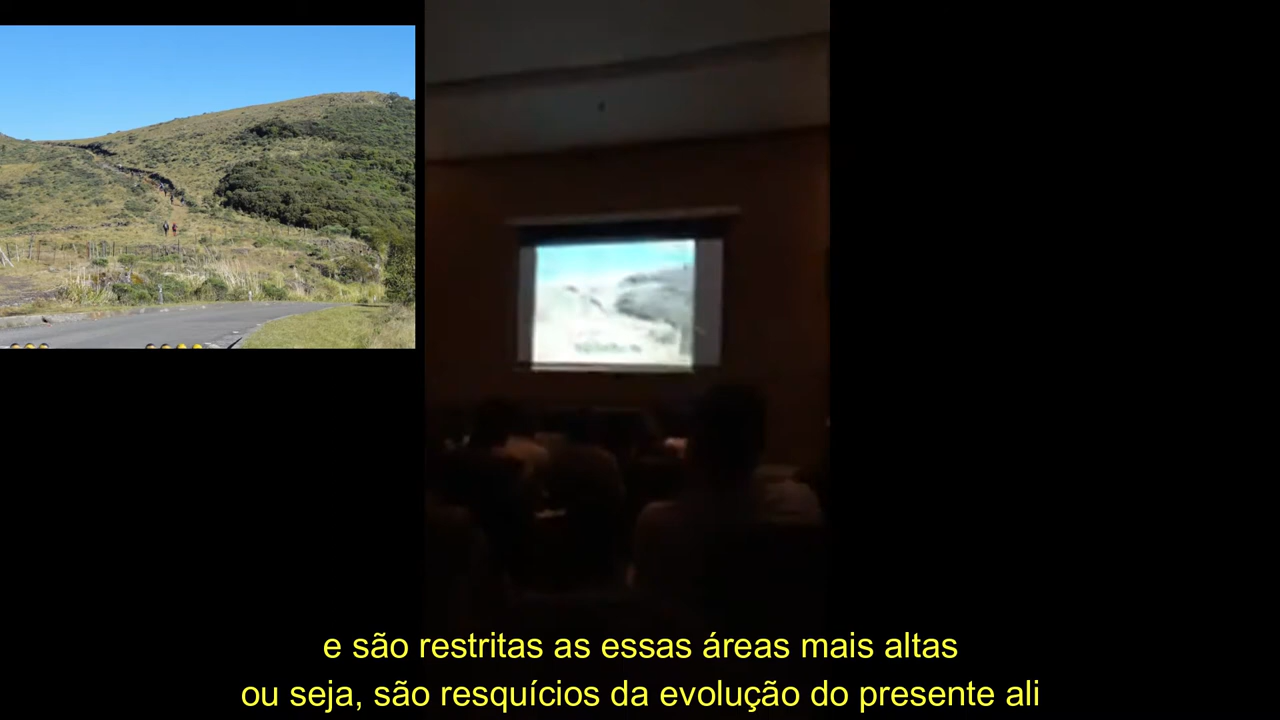 e são restritas as essas áreas mais altas
ou seja, são resquícios da evolução do presente ali